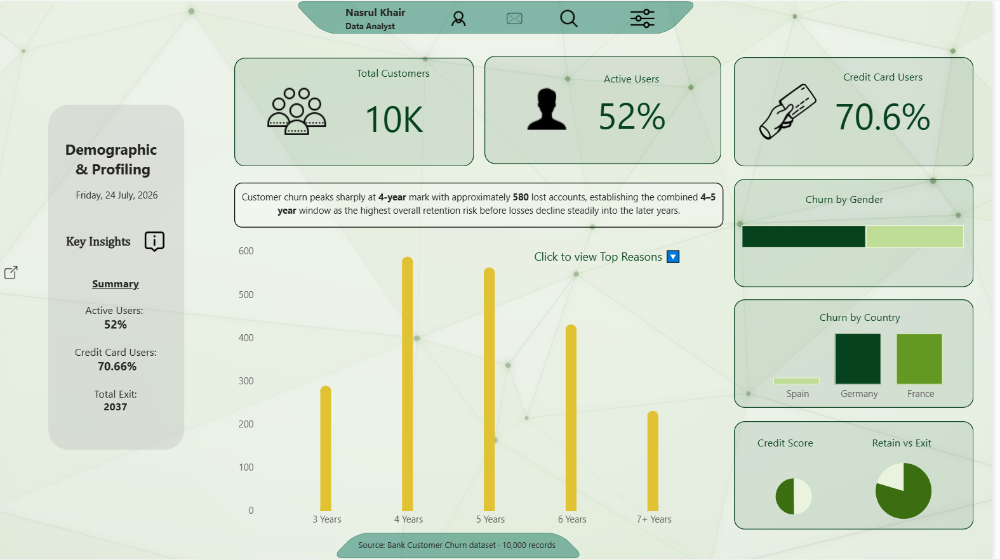 Nasrul Khair
Data Analyst
Total Customers
10K
Active Users
52%
Credit Card Users
70.6%
Demographic
& Profiling
Friday, 24 July, 2026
Key Insights
Summary
Active Users:
52%
Credit Card Users:
70.66%
Total Exit:
2037
Customer churn peaks sharply at 4-year mark with approximately 580 lost accounts, establishing the combined 4–5
year window as the highest overall retention risk before losses decline steadily into the later years.
Click to view Top Reasons
600
500
400
300
200
100
0
3 Years
4 Years
5 Years
6 Years
7+ Years
Churn by Gender
Churn by Country
Spain
Germany
France
Credit Score
Retain vs Exit
Source: Bank Customer Churn dataset · 10,000 records